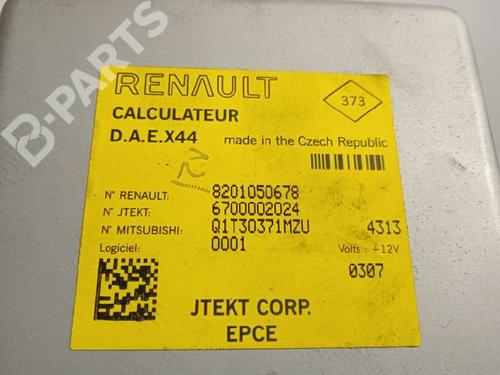 B-PARTS
RENAULT
373
CALCULATEUR
D.A.E.X44
made in the Czech Republic
N° RENAULT: 8201050678
N° JTEKT: 6700002024
N° MITSUBISHI: Q1T30371MZU 4313
Logiciel: 0001 Volts: +12V
0307
JTEKT CORP.
EPCE